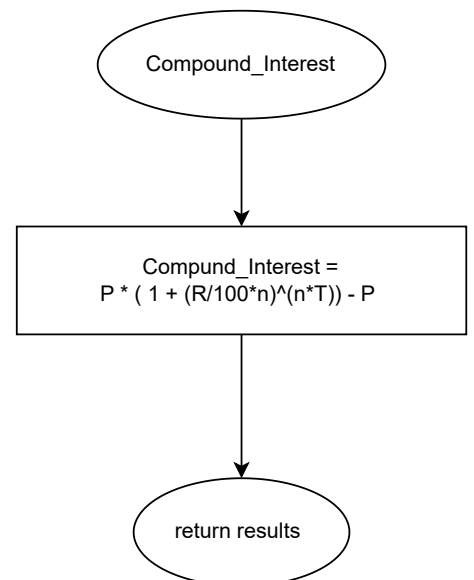 Compound_Interest
Compund_Interest =
P * ( 1 + (R/100*n)^(n*T)) - P
return results